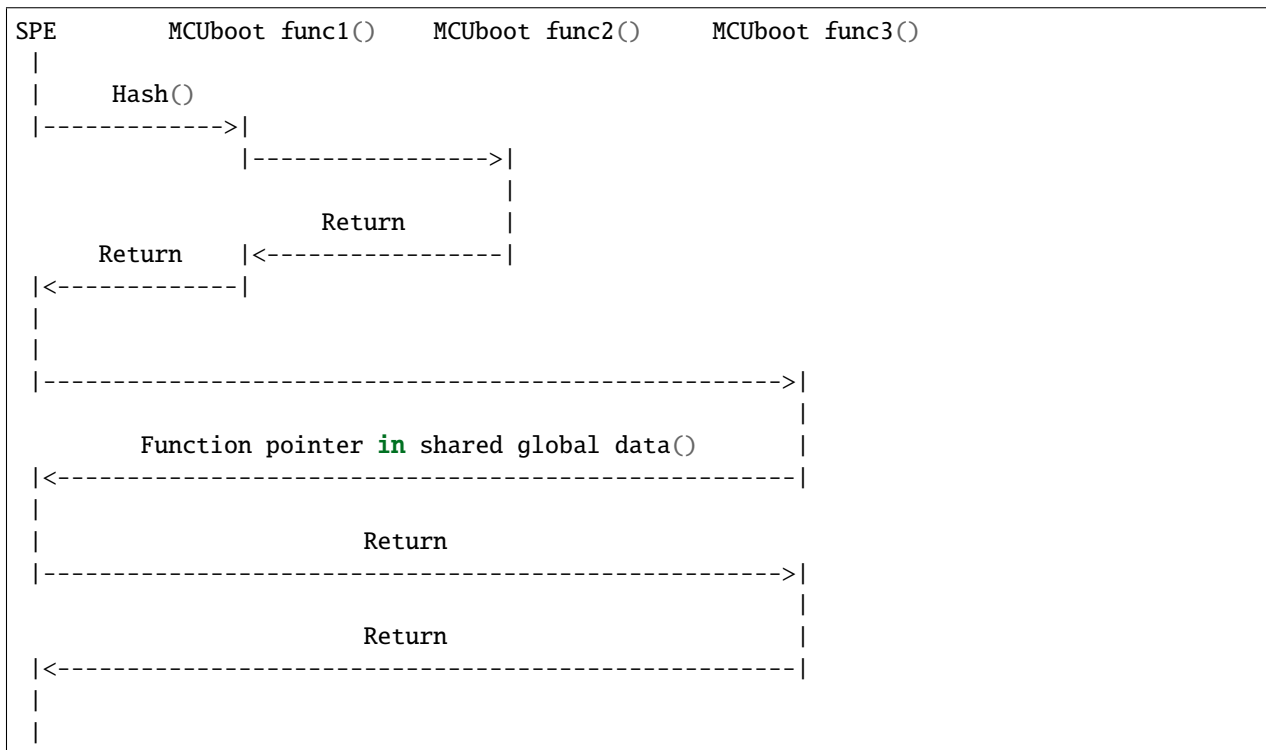 SPE         MCUboot func1()    MCUboot func2()     MCUboot func3()
 |
 |     Hash()
 |------------->|
                |----------------->|
                                   |
                      Return       |
      Return    |<-----------------|
 |<-------------|
 |
 |
 |----------------------------------------------------->|
                                                        |
         Function pointer in shared global data()       |
 |<-----------------------------------------------------|
 |
 |                       Return
 |----------------------------------------------------->|
                                                        |
                         Return                         |
 |<-----------------------------------------------------|
 |
 |